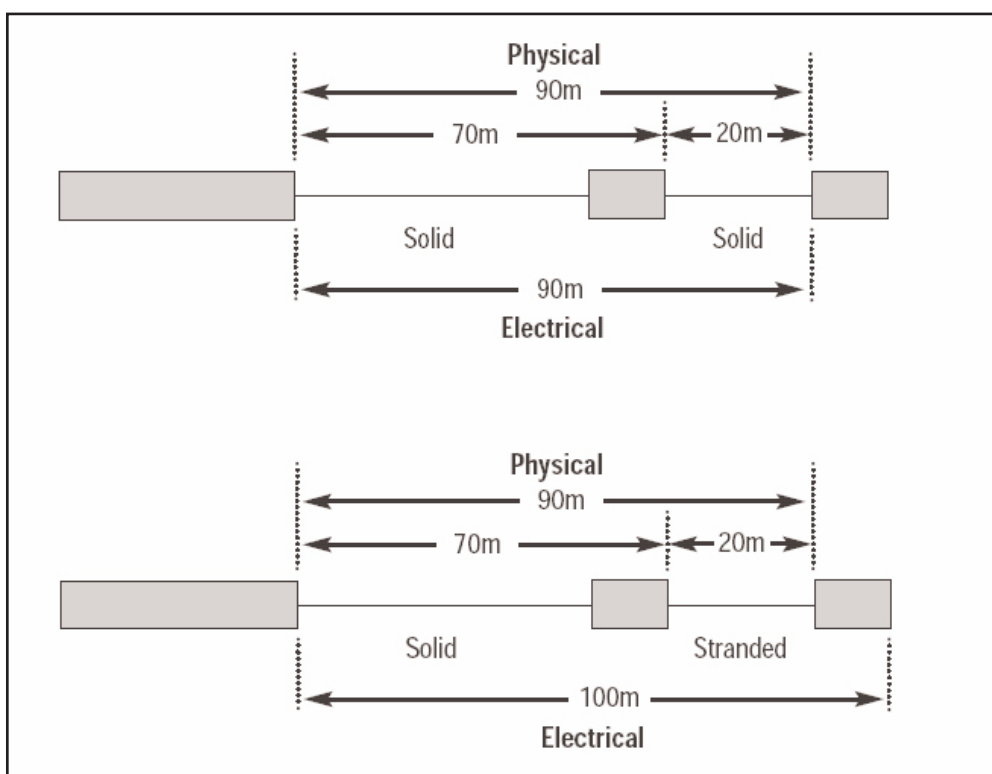 Physical
90m
70m 20m
Solid Solid
90m
Electrical
Physical
90m
70m 20m
Solid Stranded
100m
Electrical